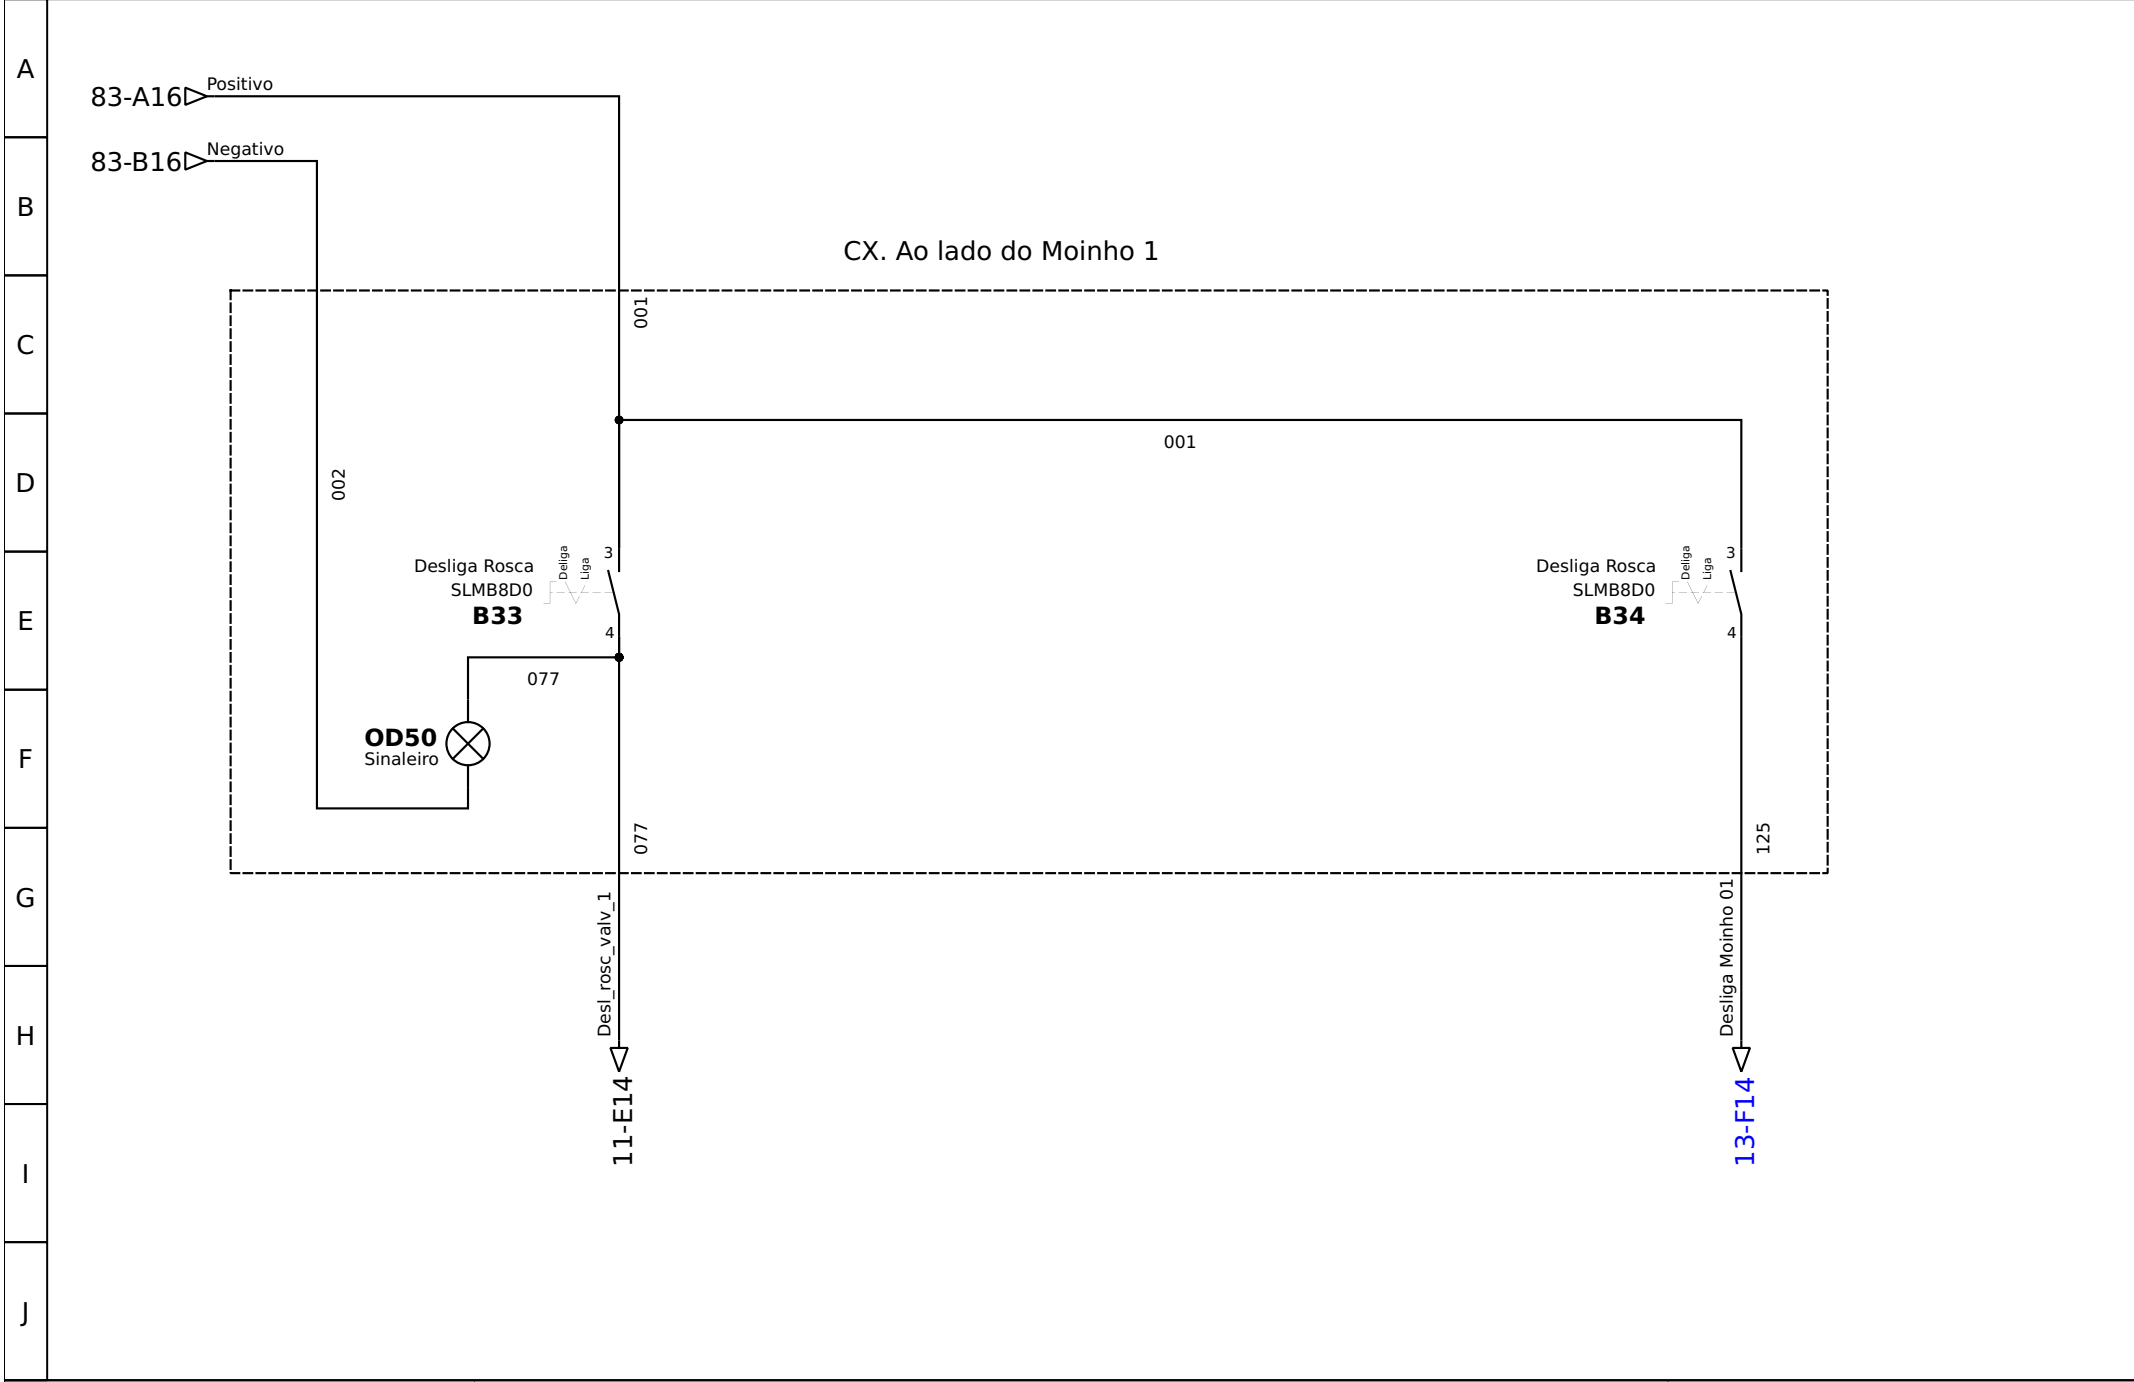 A
83-A16
Positivo
83-B16
Negativo
B
CX. Ao lado do Moinho 1
001
C
001
002
D
3
Desliga Rosca
Deliga
Liga
SLMB8D0
B33
4
3
Desliga Rosca
Deliga
Liga
SLMB8D0
B34
4
E
077
OD50
Sinaleiro
F
077
125
G
Desl_rosc_valv_1
Desliga Moinho 01
H
11-E14
13-F14
I
J